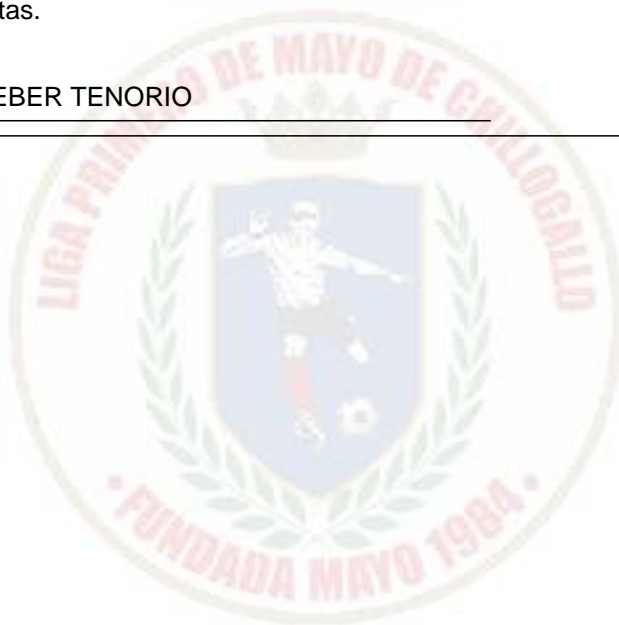 tas.
EBER TENORIO
LIGA PRIMERO DE MAYO DE CHILLOGALLO
• FUNDADA MAYO 1984 •